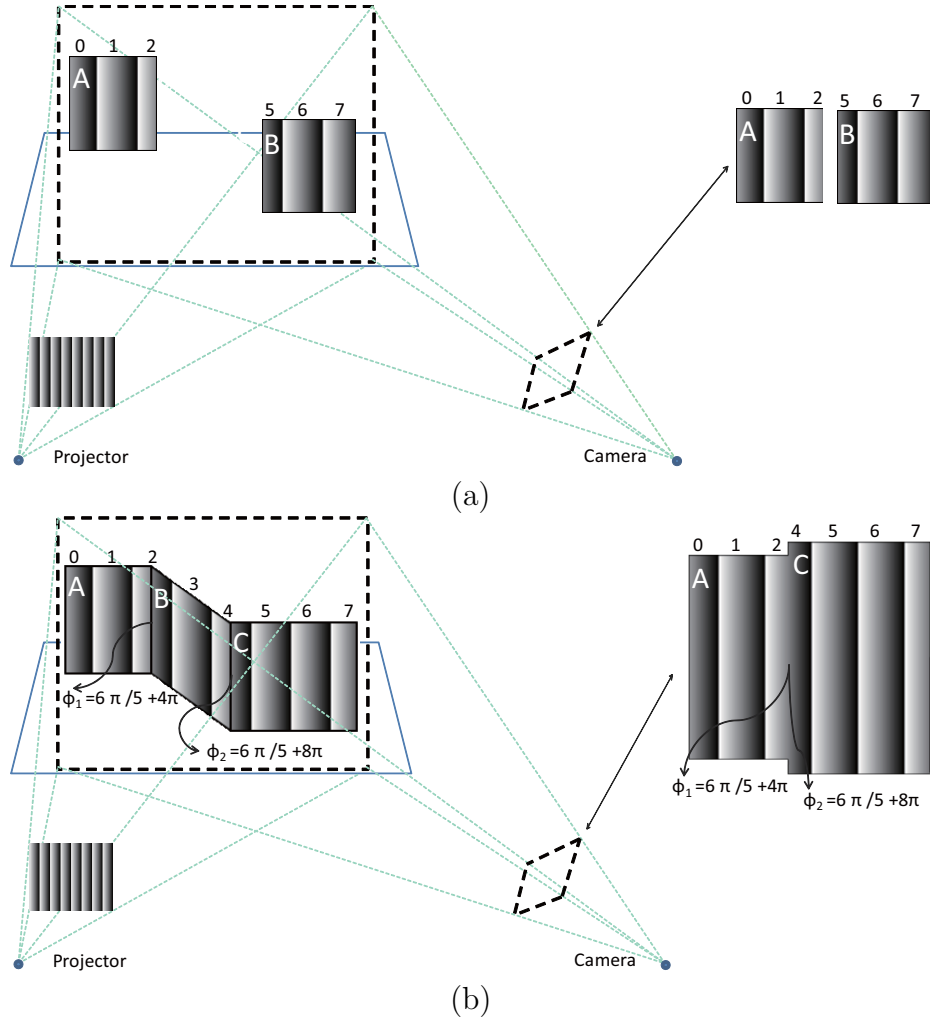 0 1 2
A
5 6 7
B
0 1 2 5 6 7
A B
Projector
Camera
(a)
0 1 2 3 4 5 6 7
A B C
ϕ₁=6 π /5 +4π
ϕ₂=6 π /5 +8π
0 1 2 4 5 6 7
A C
ϕ₁=6 π /5 +4π
ϕ₂=6 π /5 +8π
Projector
Camera
(b)